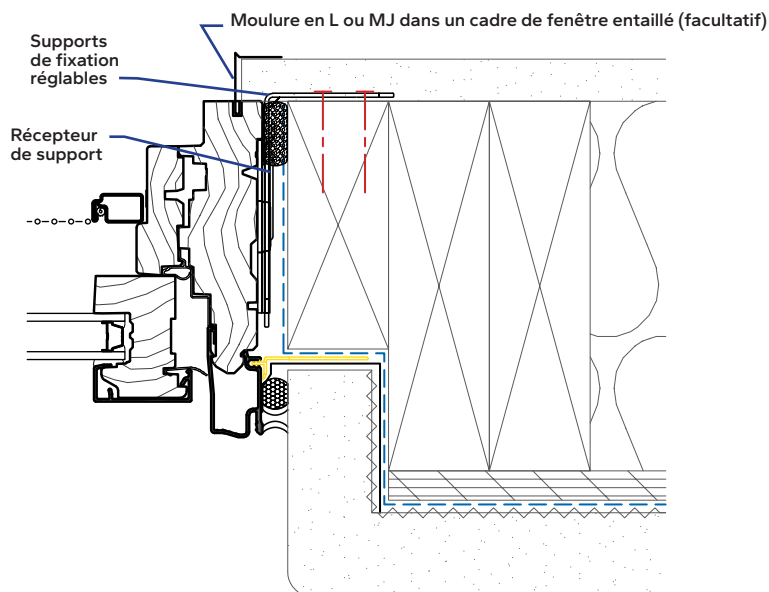 Moulure en L ou MJ dans un cadre de fenêtre entaillé (facultatif)
Supports
de fixation
réglables
Récepteur
de support